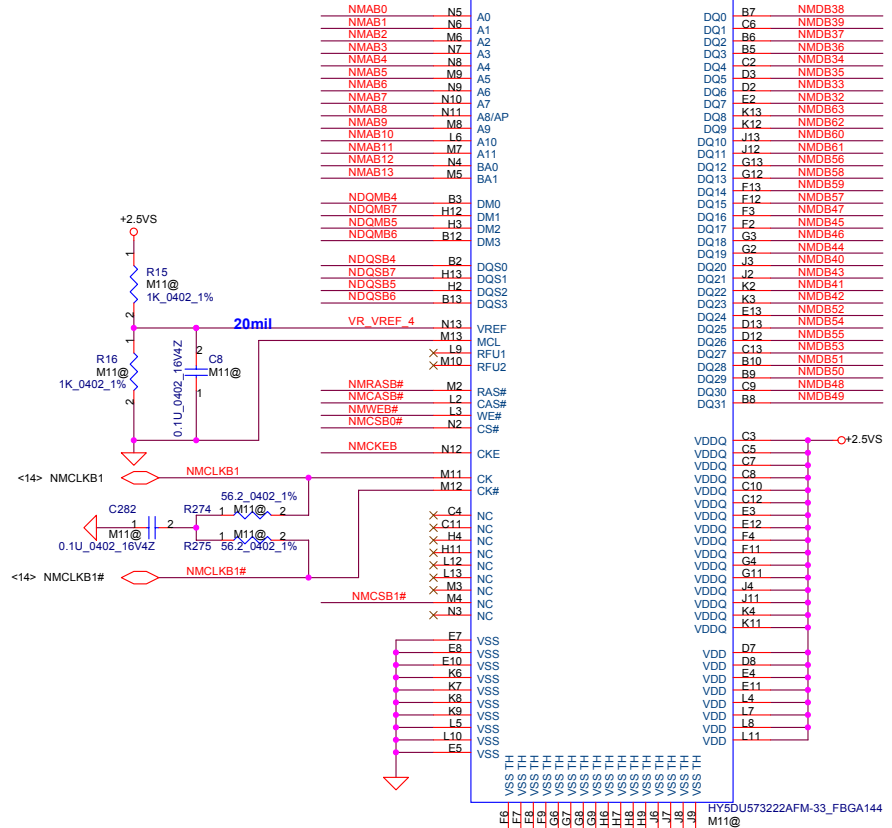 NMAB0 N5 A0
NMAB1 N6 A1
NMAB2 M6 A2
NMAB3 N7 A3
NMAB4 N8 A4
NMAB5 M9 A5
NMAB6 N9 A6
NMAB7 N10 A7
NMAB8 N11 A8/AP
NMAB9 M8 A9
NMAB10 L6 A10
NMAB11 M7 A11
NMAB12 N4 BA0
NMAB13 M5 BA1
NDQMB4 B3 DM0
NDQMB7 H12 DM1
NDQMB5 H3 DM2
NDQMB6 B12 DM3
NDQSB4 B2 DQS0
NDQSB7 H13 DQS1
NDQSB5 H2 DQS2
NDQSB6 B13 DQS3
+2.5VS
1
R15
M11@
1K_0402_1%
2
20mil
VR_VREF_4 N13 VREF
M13 MCL
L9 RFU1
M10 RFU2
1
R16
M11@
1K_0402_1%
2
2
C8
M11@
1
0.1U_0402_16V4Z
NMRASB# M2 RAS#
NMCASB# L2 CAS#
NMWEB# L3 WE#
NMCSB0# N2 CS#
NMCKEB N12 CKE
<14> NMCLKB1 NMCLKB1 M11 CK
M12 CK#
56.2_0402_1%
C282 R274 1 M11@ 2
1 2
M11@
0.1U_0402_16V4Z
1 M11@ 2
R275 56.2_0402_1%
<14> NMCLKB1# NMCLKB1#
C4 NC
C11 NC
H4 NC
H11 NC
L12 NC
L13 NC
M3 NC
NMCSB1# M4 NC
N3 NC
E7 VSS
E8 VSS
E10 VSS
K6 VSS
K7 VSS
K8 VSS
K9 VSS
L5 VSS
L10 VSS
E5 VSS
DQ0 B7 NMDB38
DQ1 C6 NMDB39
DQ2 B6 NMDB37
DQ3 B5 NMDB36
DQ4 C2 NMDB34
DQ5 D3 NMDB35
DQ6 D2 NMDB33
DQ7 E2 NMDB32
DQ8 K13 NMDB63
DQ9 K12 NMDB62
DQ10 J13 NMDB60
DQ11 J12 NMDB61
DQ12 G13 NMDB56
DQ13 G12 NMDB58
DQ14 F13 NMDB59
DQ15 F12 NMDB57
DQ16 F3 NMDB47
DQ17 F2 NMDB45
DQ18 G3 NMDB46
DQ19 G2 NMDB44
DQ20 J3 NMDB40
DQ21 J2 NMDB43
DQ22 K2 NMDB41
DQ23 K3 NMDB42
DQ24 E13 NMDB52
DQ25 D13 NMDB54
DQ26 D12 NMDB55
DQ27 C13 NMDB53
DQ28 B10 NMDB51
DQ29 B9 NMDB50
DQ30 C9 NMDB48
DQ31 B8 NMDB49
VDDQ C3 +2.5VS
VDDQ C5
VDDQ C7
VDDQ C8
VDDQ C10
VDDQ C12
VDDQ E3
VDDQ E12
VDDQ F4
VDDQ F11
VDDQ G4
VDDQ G11
VDDQ J4
VDDQ J11
VDDQ K4
VDDQ K11
VDD D7
VDD D8
VDD E4
VDD E11
VDD L4
VDD L7
VDD L8
VDD L11
VSS TH F6
VSS TH F7
VSS TH F8
VSS TH F9
VSS TH G6
VSS TH G7
VSS TH G8
VSS TH G9
VSS TH H6
VSS TH H7
VSS TH H8
VSS TH H9
VSS TH J6
VSS TH J7
VSS TH J8
VSS TH J9
HY5DU573222AFM-33_FBGA144
M11@